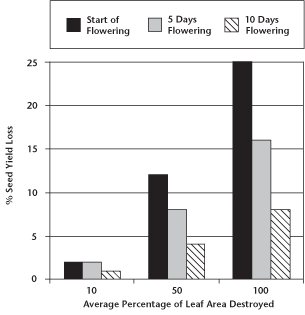 Start of
Flowering
5 Days
Flowering
10 Days
Flowering
% Seed Yield Loss
25
20
15
10
5
0
10
50
100
Average Percentage of Leaf Area Destroyed